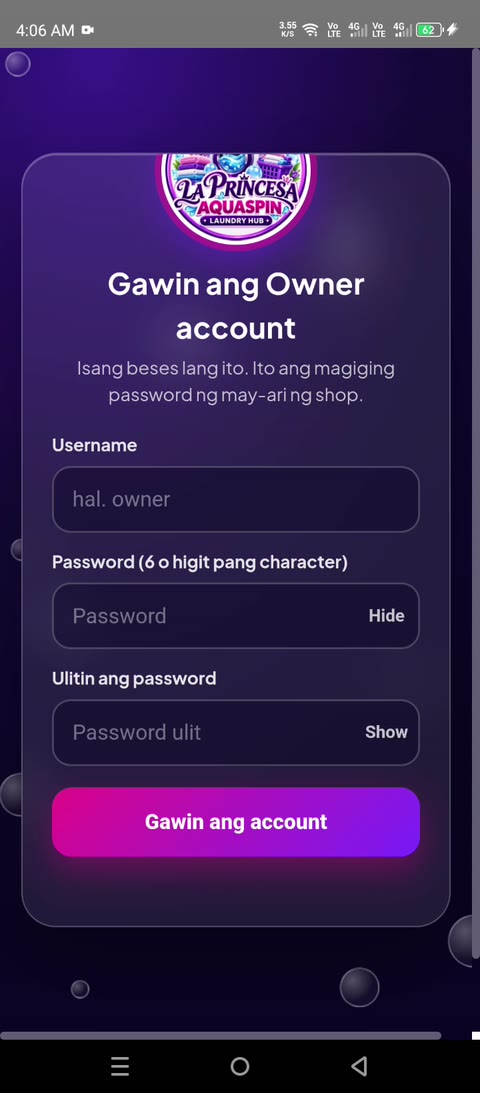 4:06 AM
3.55 K/S
Vo LTE
4G
Vo LTE
4G
62
LA PRINCESA
AQUASPIN
LAUNDRY HUB
Gawin ang Owner
account
Isang beses lang ito. Ito ang magiging
password ng may-ari ng shop.
Username
hal. owner
Password (6 o higit pang character)
Password
Hide
Ulitin ang password
Password ulit
Show
Gawin ang account